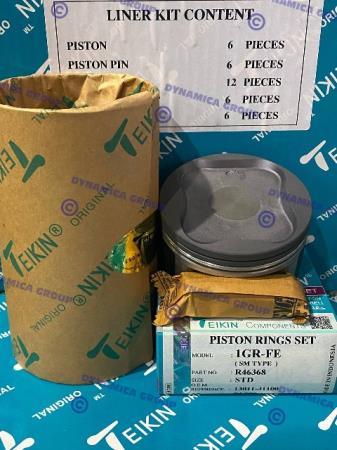 LINER KIT CONTENT
PISTON 6 PIECES
PISTON PIN 6 PIECES
12 PIECES
6 PIECES
6 PIECES
© DYNAMICA GROUP
TEIKIN
ORIGINAL
TEIKIN COMPONENTS
PISTON RINGS SET
MODEL : 1GR-FE
( SM TYPE )
PART NO : R46368
SIZE : STD